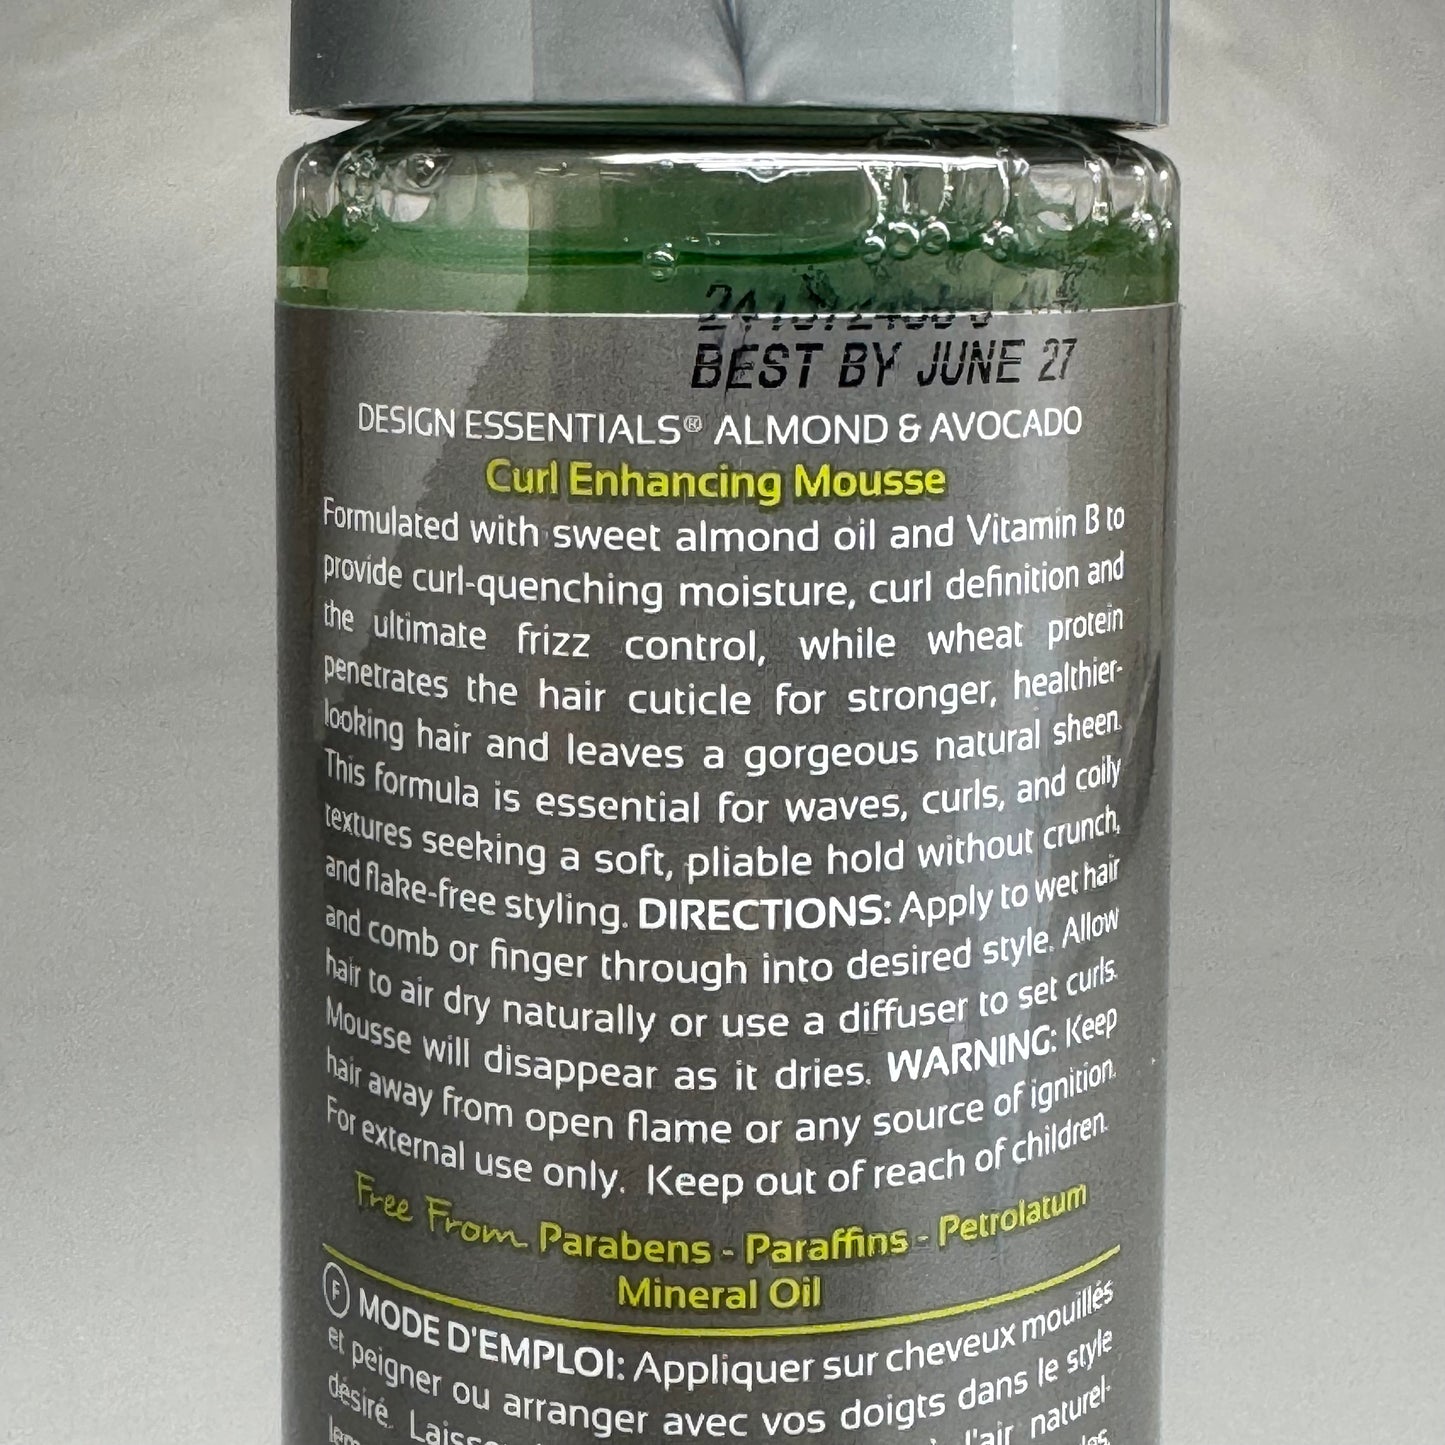 BEST BY JUNE 27
DESIGN ESSENTIALS® ALMOND & AVOCADO
Curl Enhancing Mousse
Formulated with sweet almond oil and Vitamin B to
provide curl-quenching moisture, curl definition and
the ultimate frizz control, while wheat protein
penetrates the hair cuticle for stronger, healthier-
looking hair and leaves a gorgeous natural sheen.
This formula is essential for waves, curls, and coily
textures seeking a soft, pliable hold without crunch,
and flake-free styling. DIRECTIONS: Apply to wet hair
and comb or finger through into desired style. Allow
hair to air dry naturally or use a diffuser to set curls.
Mousse will disappear as it dries. WARNING: Keep
hair away from open flame or any source of ignition.
For external use only. Keep out of reach of children.
Free From Parabens - Paraffins - Petrolatum
Mineral Oil
F MODE D'EMPLOI: Appliquer sur cheveux mouillés
et peigner ou arranger avec vos doigts dans le style
désiré. l'air naturel-